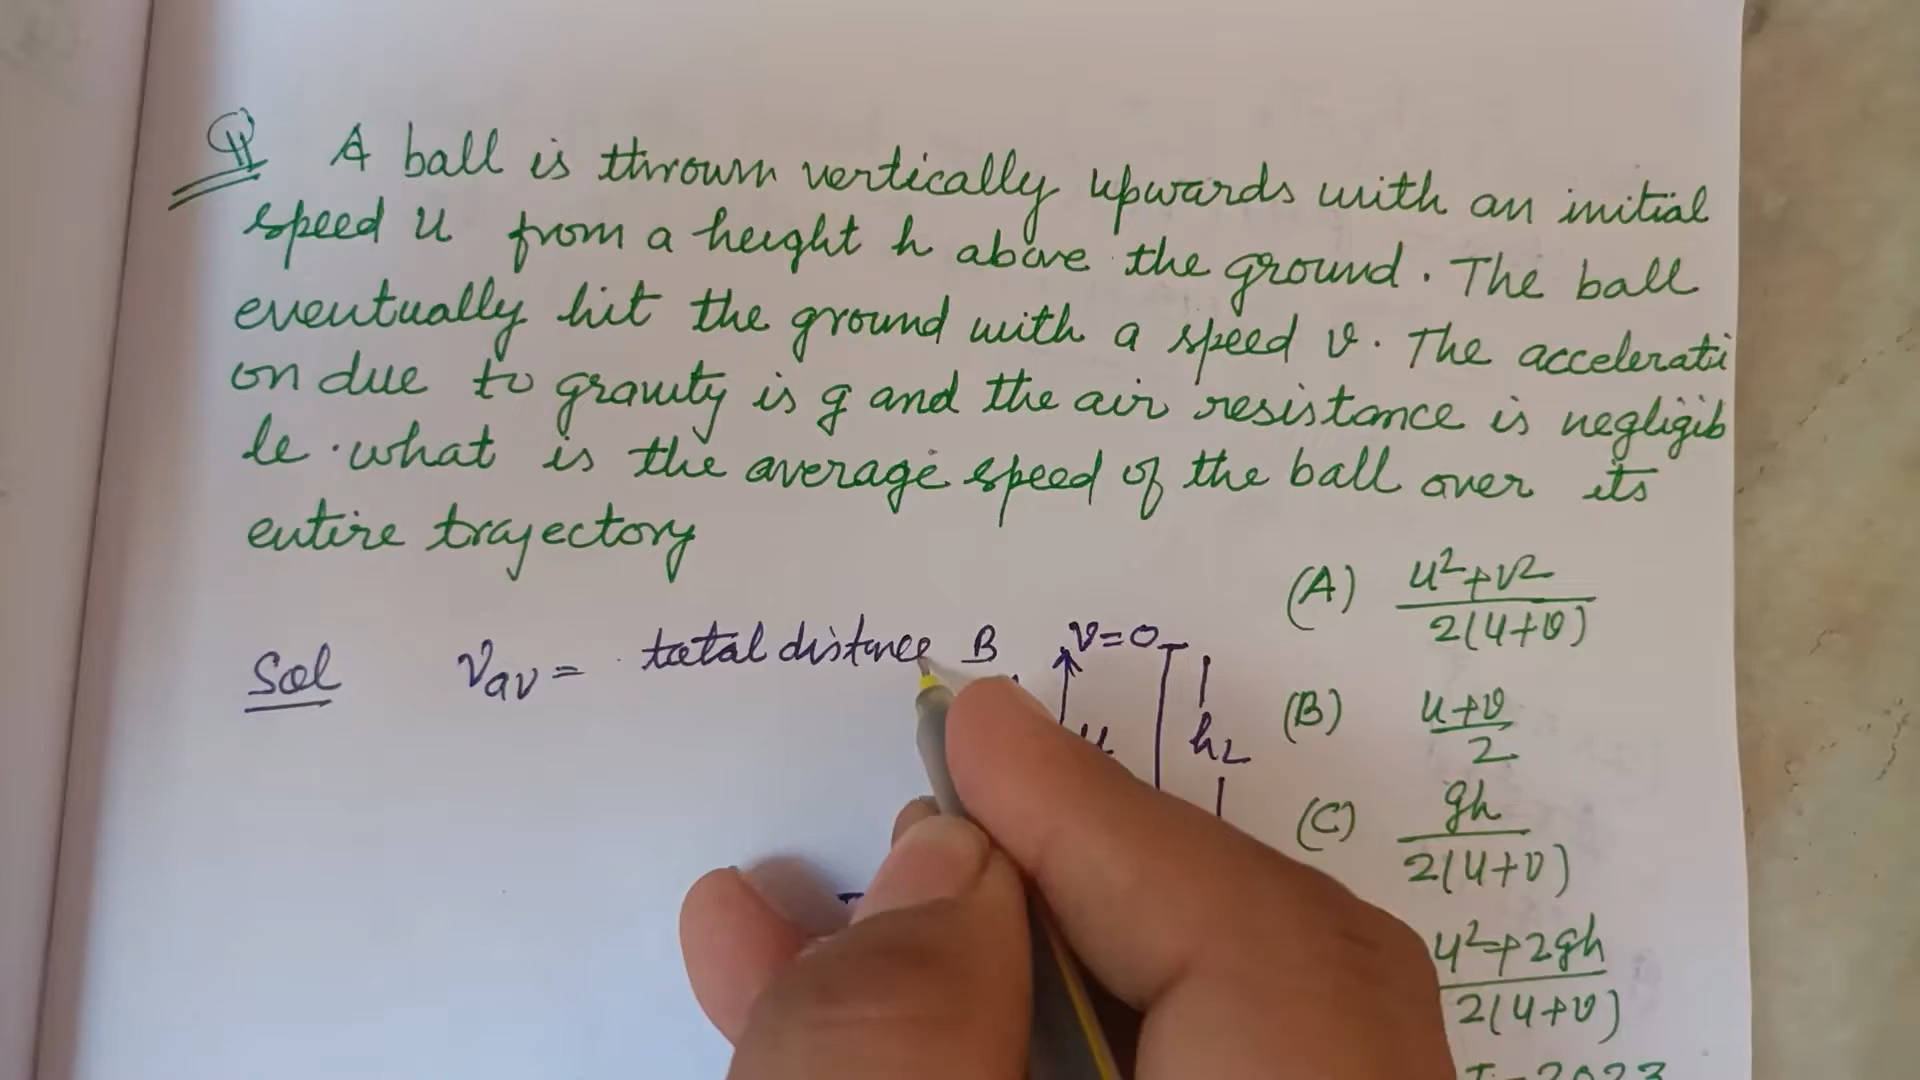 Q A ball is thrown vertically upwards with an initial
speed u from a height h above the ground. The ball
eventually hit the ground with a speed v. The accelerati
on due to gravity is g and the air resistance is negligib
le. what is the average speed of the ball over its
entire trajectory
(A) u²+v² / 2(u+v)
(B) u+v / 2
(C) gh / 2(u+v)
u²+2gh / 2(u+v)
2023
Sol Vav = total distance
B v=0
u
h2